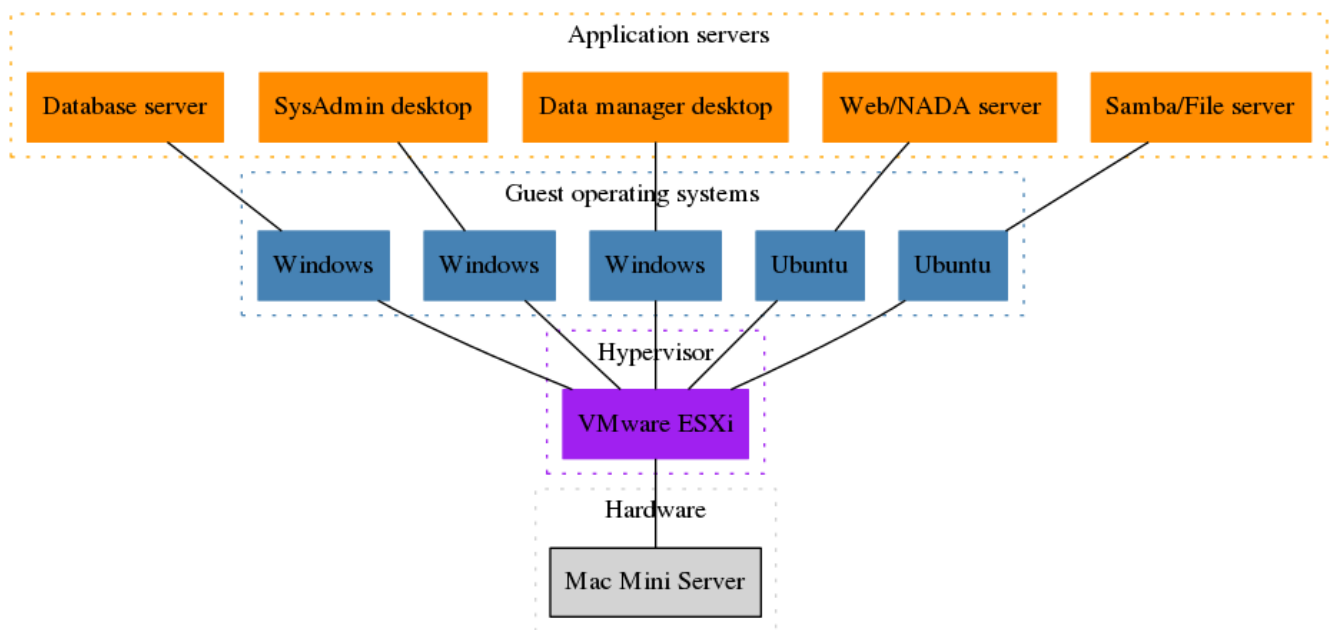 Application servers
Database server
SysAdmin desktop
Data manager desktop
Web/NADA server
Samba/File server
Guest operating systems
Windows
Windows
Windows
Ubuntu
Ubuntu
Hypervisor
VMware ESXi
Hardware
Mac Mini Server